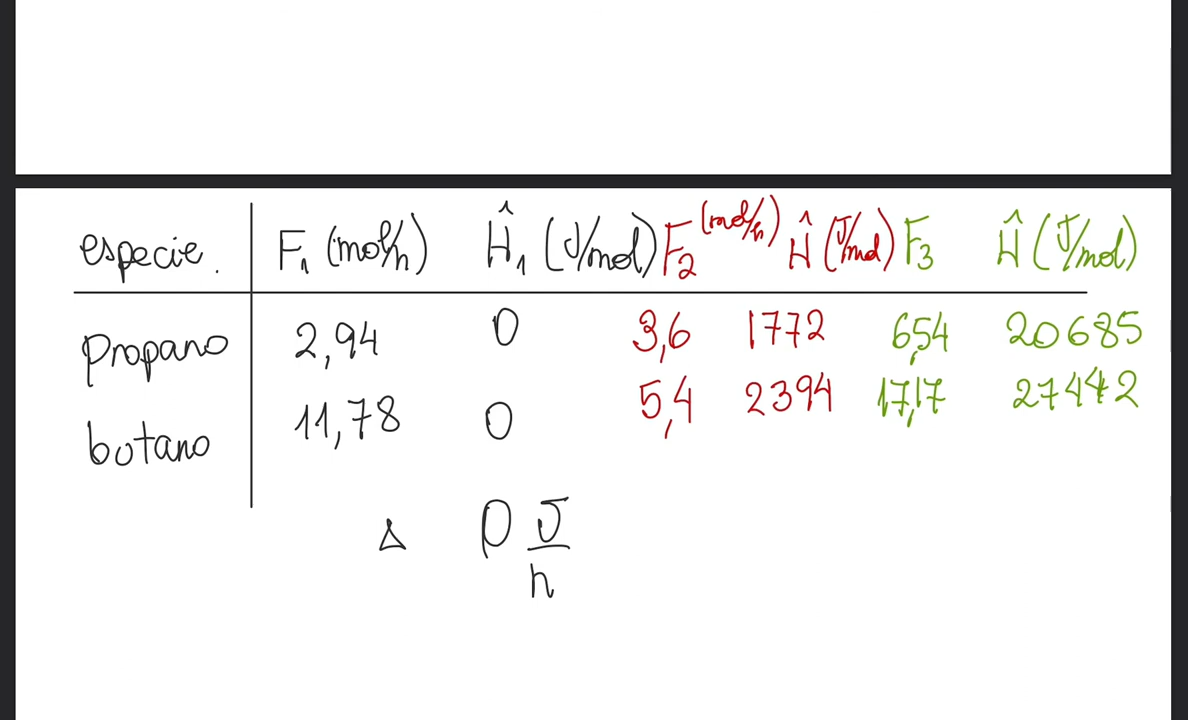 especie. F₁ (mol/h) Ĥ₁ (J/mol) F₂ (mol/h) Ĥ (J/mol) F₃ Ĥ (J/mol)
Propano 2,94 0 3,6 1772 6,54 20685
butano 11,78 0 5,4 2394 17,17 27442
Δ 0 J/h